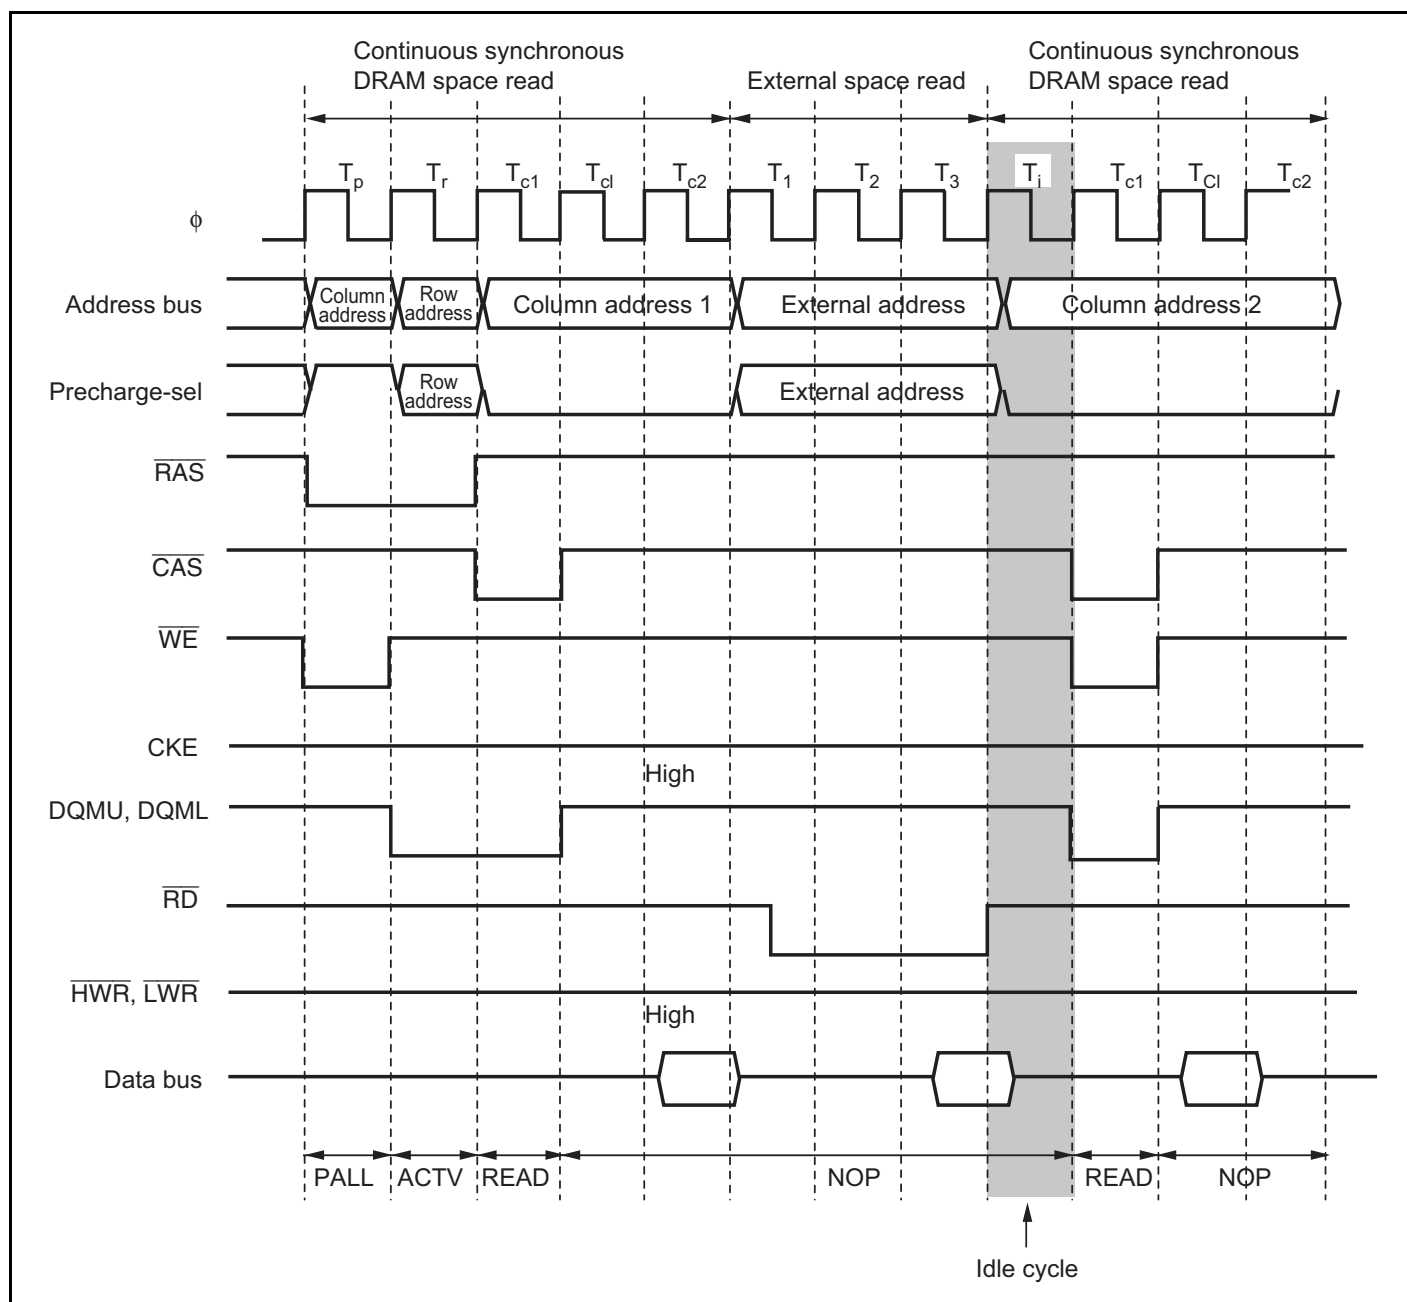 Continuous synchronous
DRAM space read
External space read
Continuous synchronous
DRAM space read
Tp Tr Tc1 Tcl Tc2 T1 T2 T3 Ti Tc1 TCl Tc2
ϕ
Address bus
Column
address
Row
address
Column address 1
External address
Column address 2
Precharge-sel
Row
address
External address
RAS
CAS
WE
CKE
High
DQMU, DQML
RD
HWR, LWR
High
Data bus
PALL ACTV READ NOP READ NOP
Idle cycle